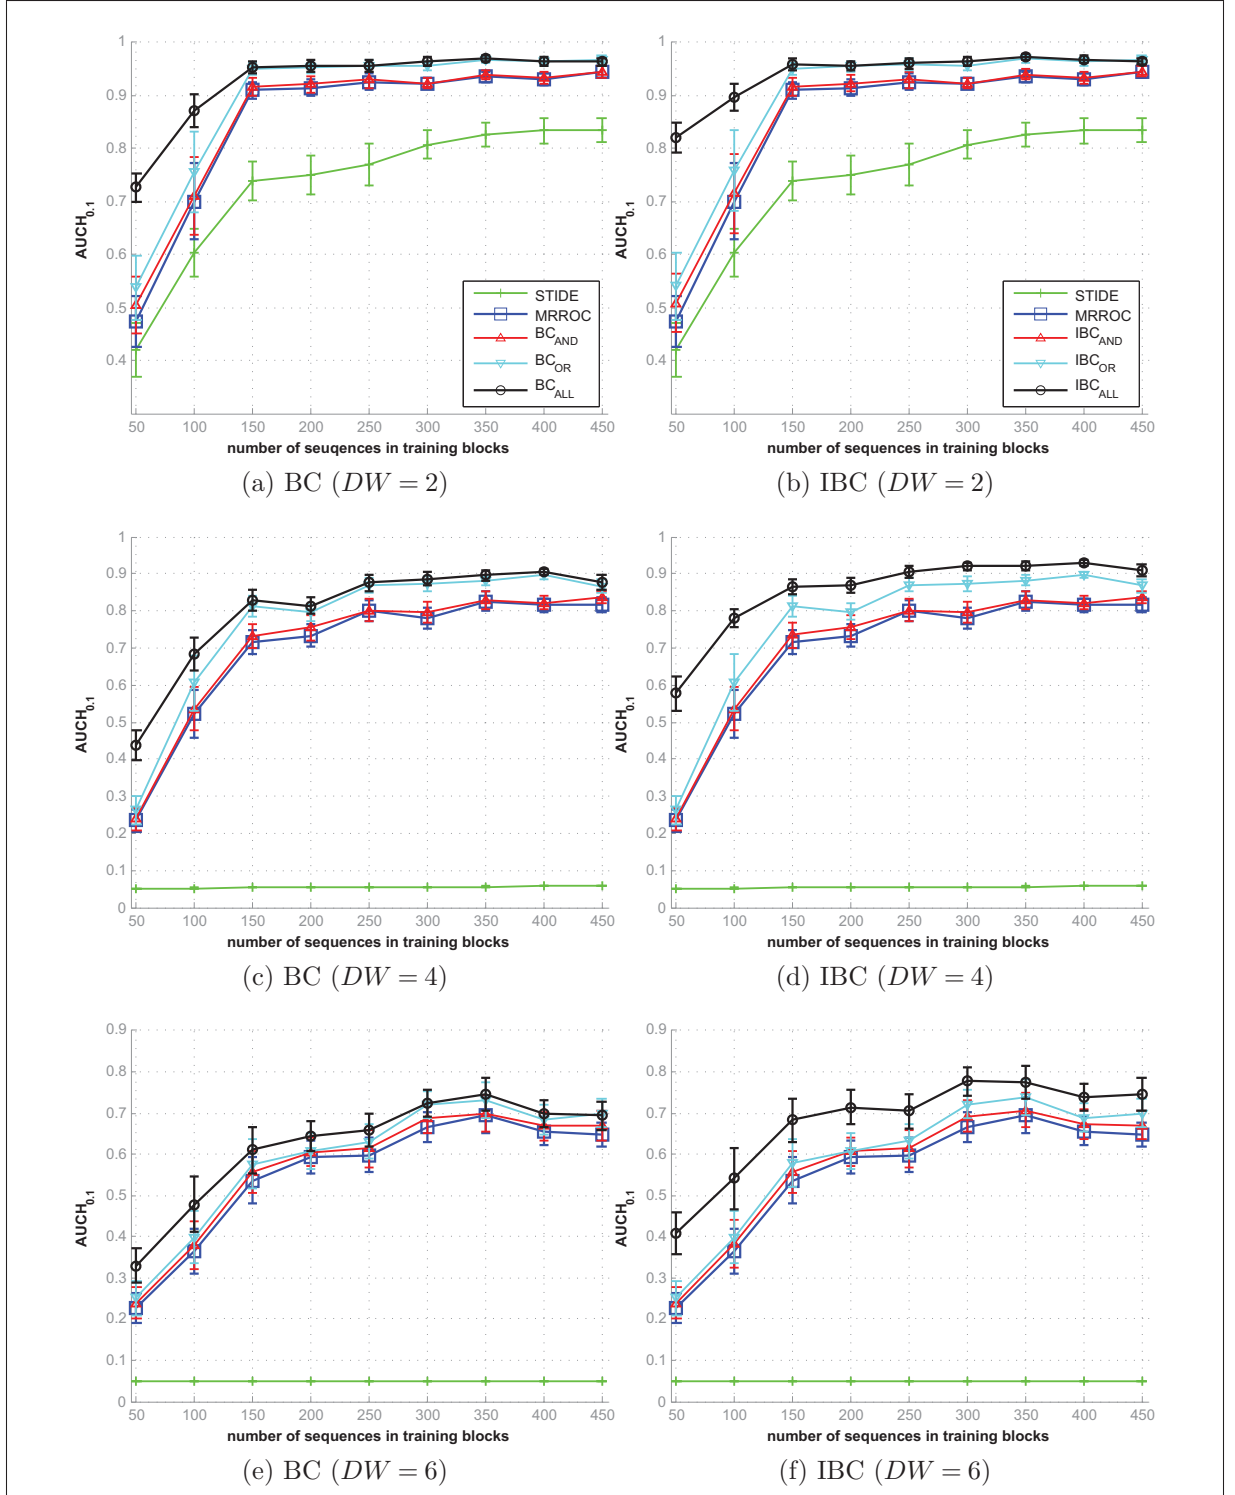 1
0.9
0.8
0.7
0.6
0.5
0.4
AUCH0.1
50 100 150 200 250 300 350 400 450
number of seuqences in training blocks
STIDE
MRROC
BCAND
BCOR
BCALL
(a) BC (DW = 2)
1
0.9
0.8
0.7
0.6
0.5
0.4
AUCH0.1
50 100 150 200 250 300 350 400 450
number of sequences in training blocks
STIDE
MRROC
IBCAND
IBCOR
IBCALL
(b) IBC (DW = 2)
1
0.9
0.8
0.7
0.6
0.5
0.4
0.3
0.2
0.1
0
AUCH0.1
50 100 150 200 250 300 350 400 450
number of sequences in training blocks
(c) BC (DW = 4)
1
0.9
0.8
0.7
0.6
0.5
0.4
0.3
0.2
0.1
0
AUCH0.1
50 100 150 200 250 300 350 400 450
number of sequences in training blocks
(d) IBC (DW = 4)
0.9
0.8
0.7
0.6
0.5
0.4
0.3
0.2
0.1
0
AUCH0.1
50 100 150 200 250 300 350 400 450
number of sequences in training blocks
(e) BC (DW = 6)
0.9
0.8
0.7
0.6
0.5
0.4
0.3
0.2
0.1
0
AUCH0.1
50 100 150 200 250 300 350 400 450
number of sequences in training blocks
(f) IBC (DW = 6)